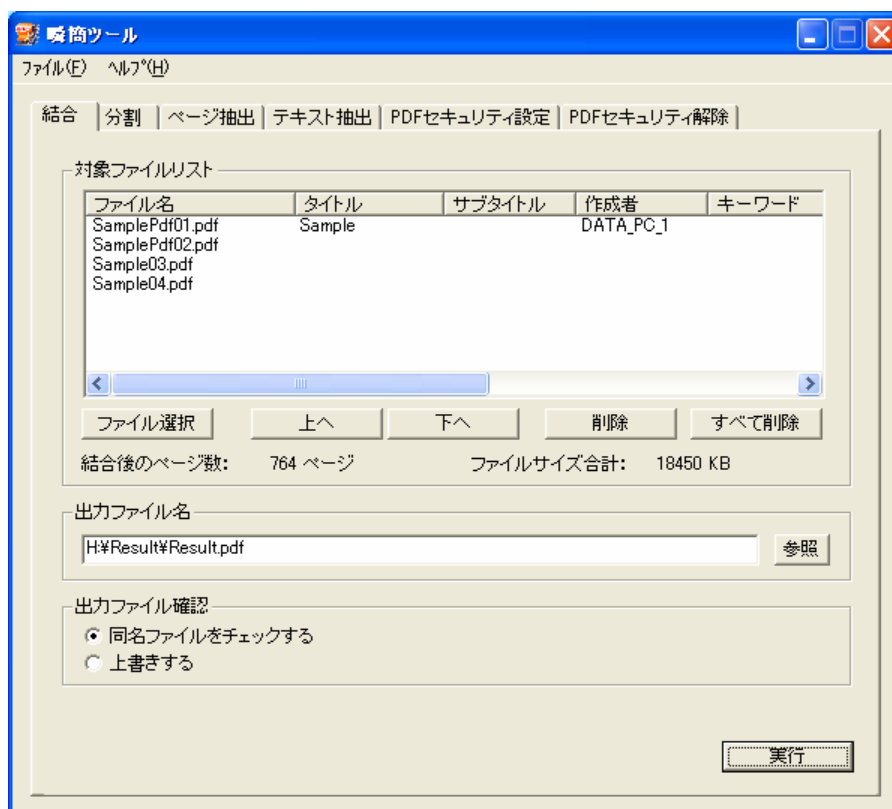 瞬簡ツール
ファイル(F) ヘルプ(H)
結合 分割 ページ抽出 テキスト抽出 PDFセキュリティ設定 PDFセキュリティ解除
対象ファイルリスト
ファイル名 タイトル サブタイトル 作成者 キーワード
SamplePdf01.pdf Sample DATA_PC_1
SamplePdf02.pdf
Sample03.pdf
Sample04.pdf
ファイル選択 上へ 下へ 削除 すべて削除
結合後のページ数: 764 ページ ファイルサイズ合計: 18450 KB
出力ファイル名
H:¥Result¥Result.pdf 参照
出力ファイル確認
同名ファイルをチェックする
上書きする
実行